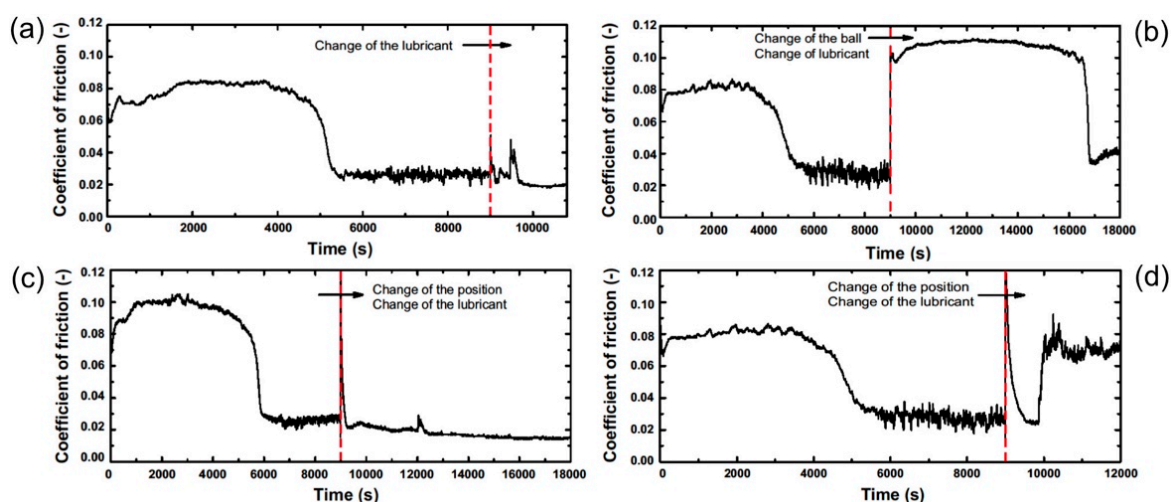 (a)
Coefficient of friction (-)
0.12
0.10
0.08
0.06
0.04
0.02
0.00
Change of the lubricant
0 2000 4000 6000 8000 10000
Time (s)
(b)
Coefficient of friction (-)
0.12
0.10
0.08
0.06
0.04
0.02
0.00
Change of the ball
Change of lubricant
0 2000 4000 6000 8000 10000 12000 14000 16000 18000
Time (s)
(c)
Coefficient of friction (-)
0.12
0.10
0.08
0.06
0.04
0.02
0.00
Change of the position
Change of the lubricant
0 2000 4000 6000 8000 10000 12000 14000 16000 18000
Time (s)
(d)
Coefficient of friction (-)
0.12
0.10
0.08
0.06
0.04
0.02
0.00
Change of the position
Change of the lubricant
0 2000 4000 6000 8000 10000 12000
Time (s)